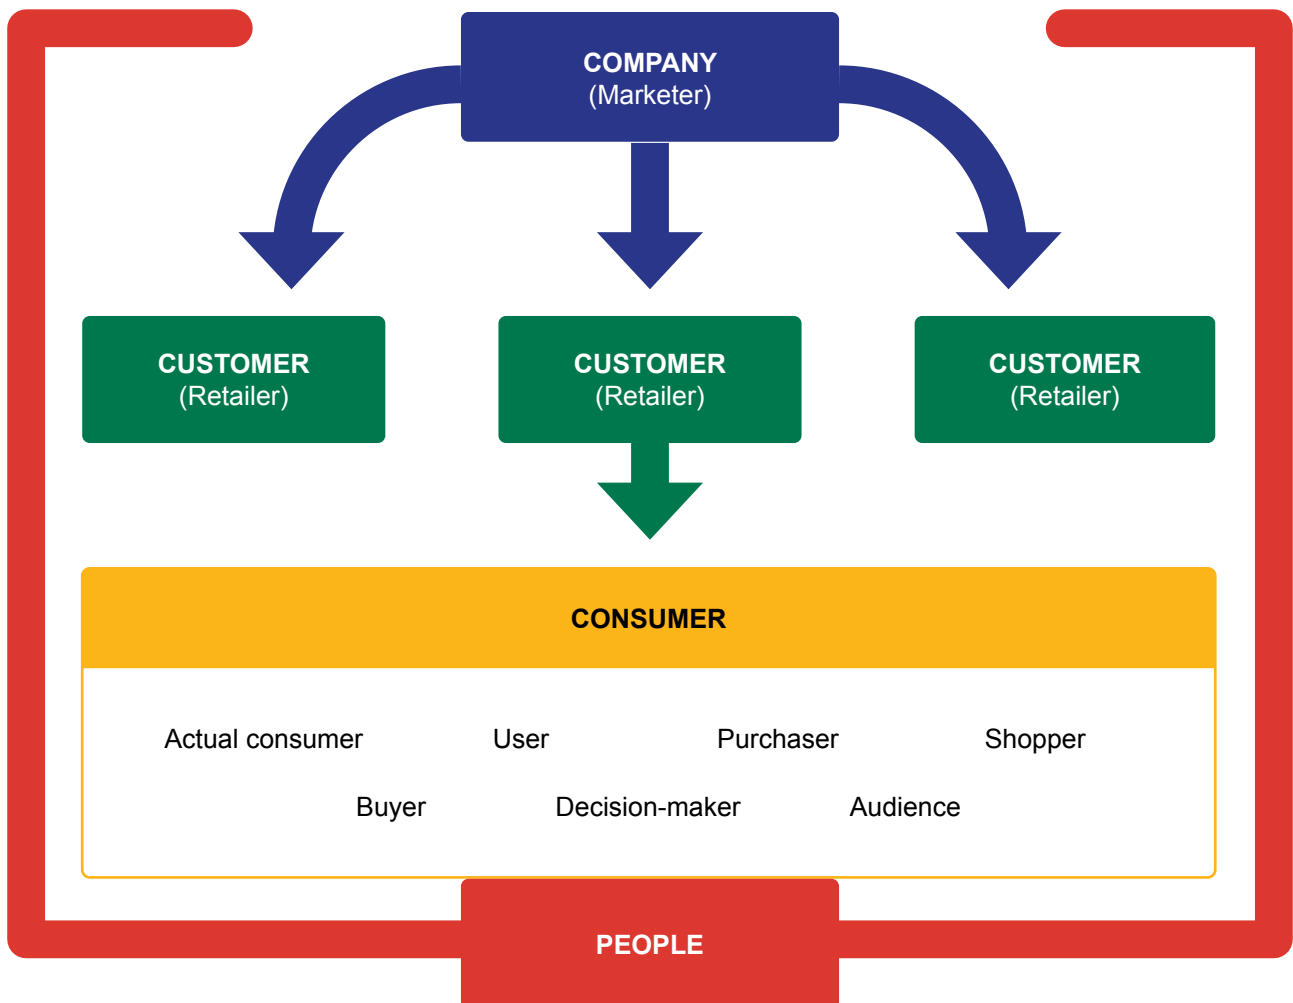 COMPANY
(Marketer)
CUSTOMER
(Retailer)
CUSTOMER
(Retailer)
CUSTOMER
(Retailer)
CONSUMER
Actual consumer User Purchaser Shopper
Buyer Decision-maker Audience
PEOPLE